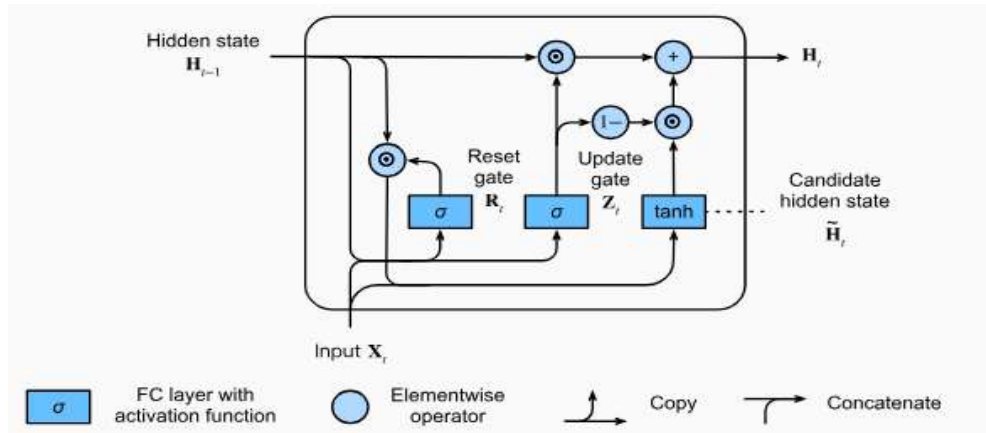 Hidden state
H_{t−1}
⊙
+
H_t
1−
⊙
⊙
Reset
gate
R_t
Update
gate
Z_t
σ
σ
tanh
Candidate
hidden state
H̃_t
Input X_t
σ
FC layer with
activation function
Elementwise
operator
Copy
Concatenate